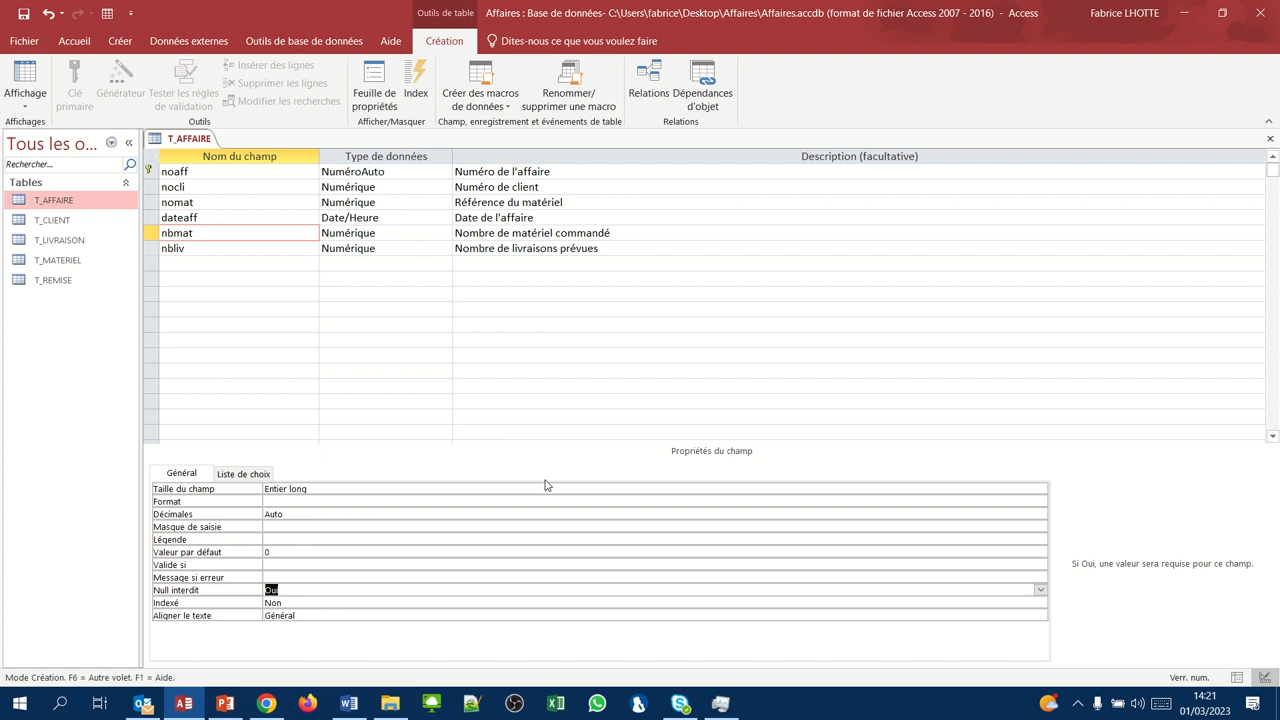 Outils de table
Affaires : Base de données- C:\Users\fabrice\Desktop\Affaires\Affaires.accdb (format de fichier Access 2007 - 2016) - Access
Fabrice LHOTTE
Fichier
Accueil
Créer
Données externes
Outils de base de données
Aide
Création
Dites-nous ce que vous voulez faire
Affichage
Clé
primaire
Générateur
Tester les règles
de validation
Insérer des lignes
Supprimer les lignes
Modifier les recherches
Feuille de
propriétés
Index
Créer des macros
de données
Renommer/
supprimer une macro
Relations
Dépendances
d'objet
Affichages
Outils
Afficher/Masquer
Champ, enregistrement et événements de table
Relations
Tous les o...
Rechercher...
Tables
T_AFFAIRE
T_CLIENT
T_LIVRAISON
T_MATERIEL
T_REMISE
T_AFFAIRE
Nom du champ Type de données Description (facultative)
noaff NuméroAuto Numéro de l'affaire
nocli Numérique Numéro de client
nomat Numérique Référence du matériel
dateaff Date/Heure Date de l'affaire
nbmat Numérique Nombre de matériel commandé
nbliv Numérique Nombre de livraisons prévues
Propriétés du champ
Général Liste de choix
Taille du champ Entier long
Format
Décimales Auto
Masque de saisie
Légende
Valeur par défaut 0
Valide si
Message si erreur
Null interdit Oui
Indexé Non
Aligner le texte Général
Si Oui, une valeur sera requise pour ce champ.
Mode Création. F6 = Autre volet. F1 = Aide.
Verr. num.
14:21
01/03/2023